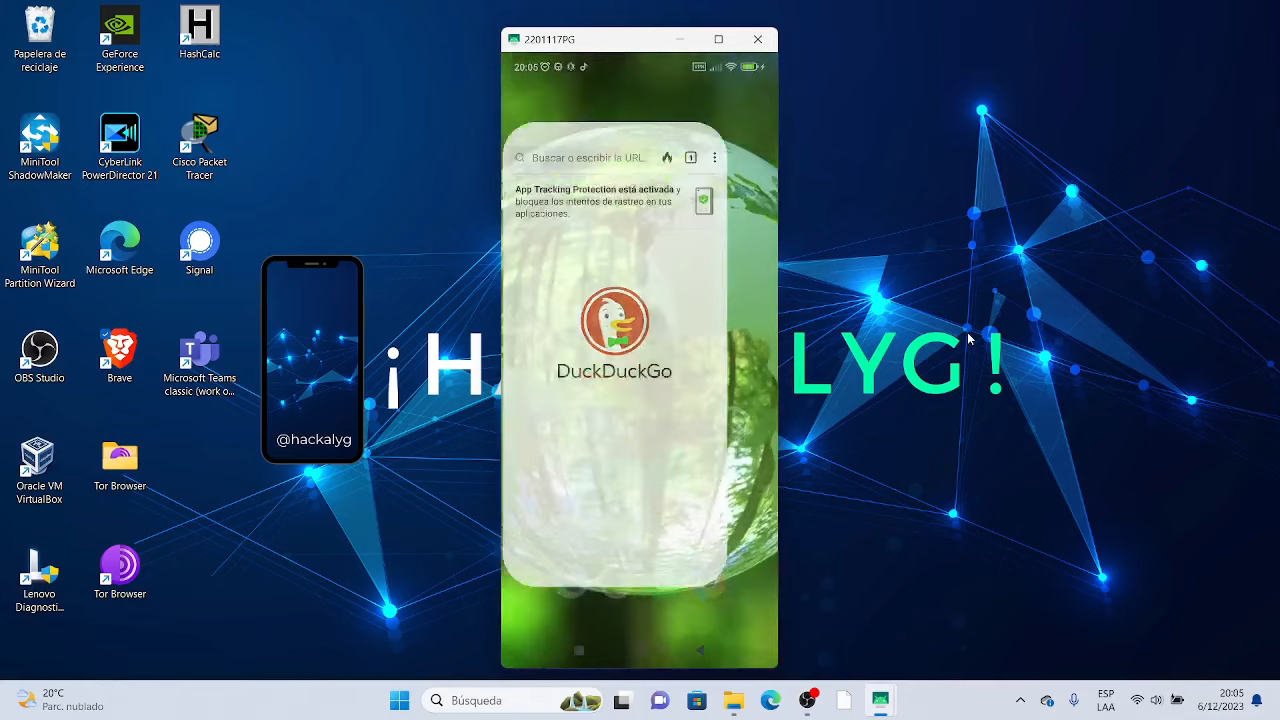 Papelera de
reciclaje
GeForce
Experience
HashCalc
MiniTool
ShadowMaker
CyberLink
PowerDirector 21
Cisco Packet
Tracer
MiniTool
Partition Wizard
Microsoft Edge
Signal
OBS Studio
Brave
Microsoft Teams
classic (work o...
Oracle VM
VirtualBox
Tor Browser
Lenovo
Diagnosti...
Tor Browser
@hackalyg
¡H
LYG!
2201117PG
20:05
VPN
Buscar o escribir la URL
1
App Tracking Protection está activada y
bloquea los intentos de rastreo en tus
aplicaciones.
DuckDuckGo
20°C
Parc. nublado
Búsqueda
ESP
LAA
20:05
6/12/2023